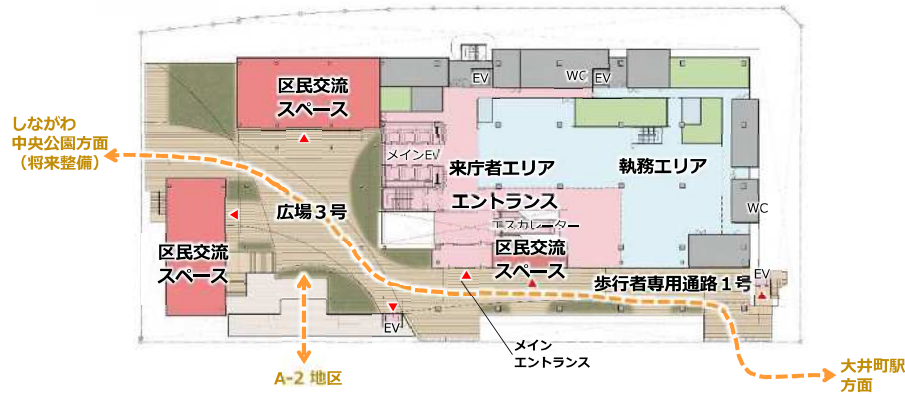 EV
WC
EV
区民交流
スペース
しながわ
中央公園方面
（将来整備）
メインEV
来庁者エリア
執務エリア
エントランス
広場３号
WC
エスカレーター
区民交流
スペース
区民交流
スペース
歩行者専用通路１号
EV
EV
メイン
エントランス
A-2 地区
大井町駅
方面